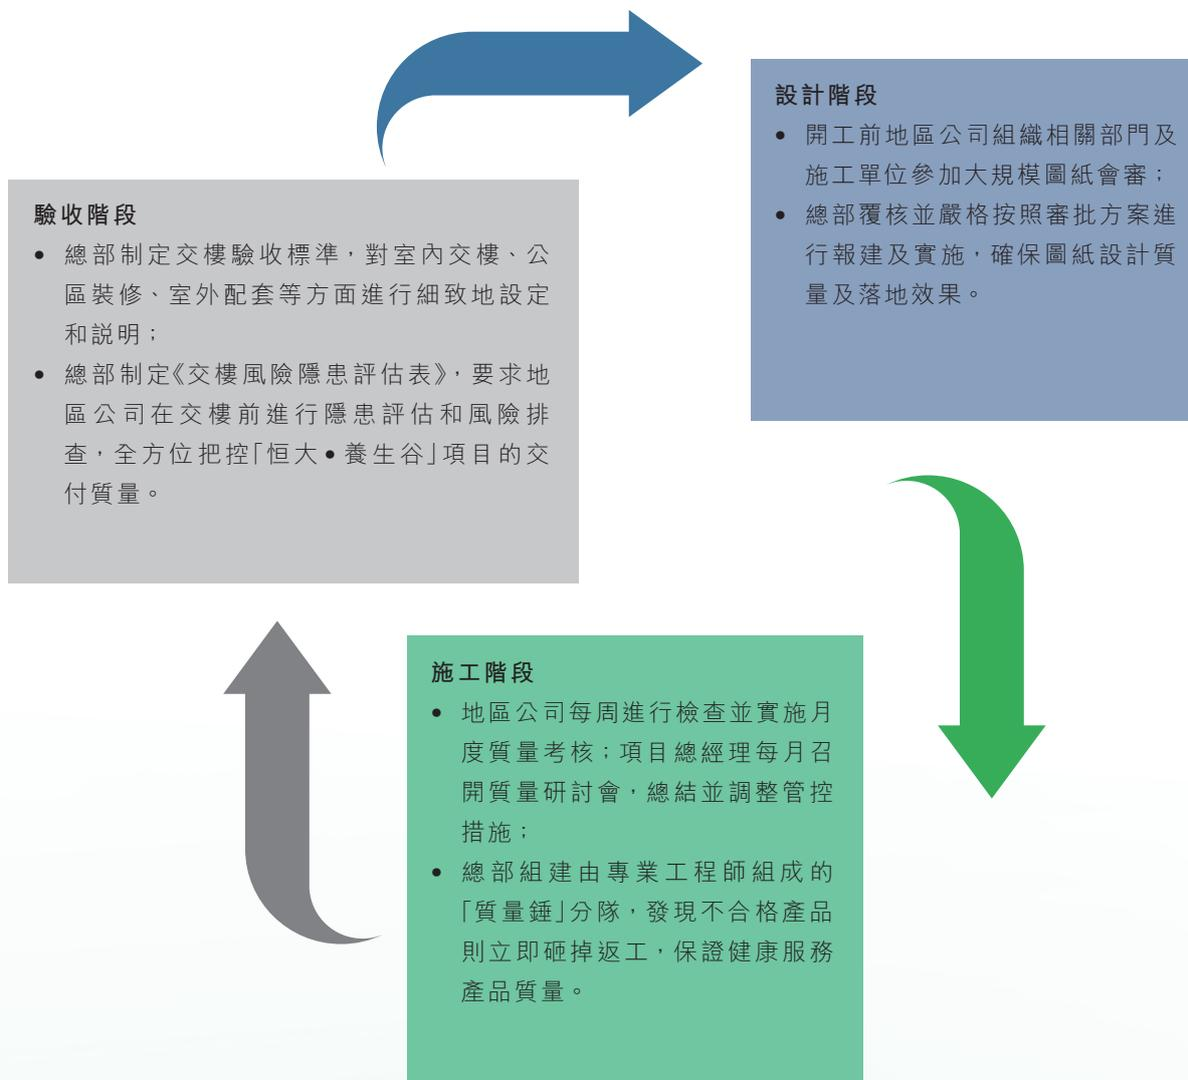 設計階段
• 開工前地區公司組織相關部門及
施工單位參加大規模圖紙會審；
• 總部覆核並嚴格按照審批方案進
行報建及實施，確保圖紙設計質
量及落地效果。
驗收階段
• 總部制定交樓驗收標準，對室內交樓、公
區裝修、室外配套等方面進行細致地設定
和說明；
• 總部制定《交樓風險隱患評估表》，要求地
區公司在交樓前進行隱患評估和風險排
查，全方位把控「恒大•養生谷」項目的交
付質量。
施工階段
• 地區公司每周進行檢查並實施月
度質量考核；項目總經理每月召
開質量研討會，總結並調整管控
措施；
• 總部組建由專業工程師組成的
「質量錘」分隊，發現不合格產品
則立即砸掉返工，保證健康服務
產品質量。